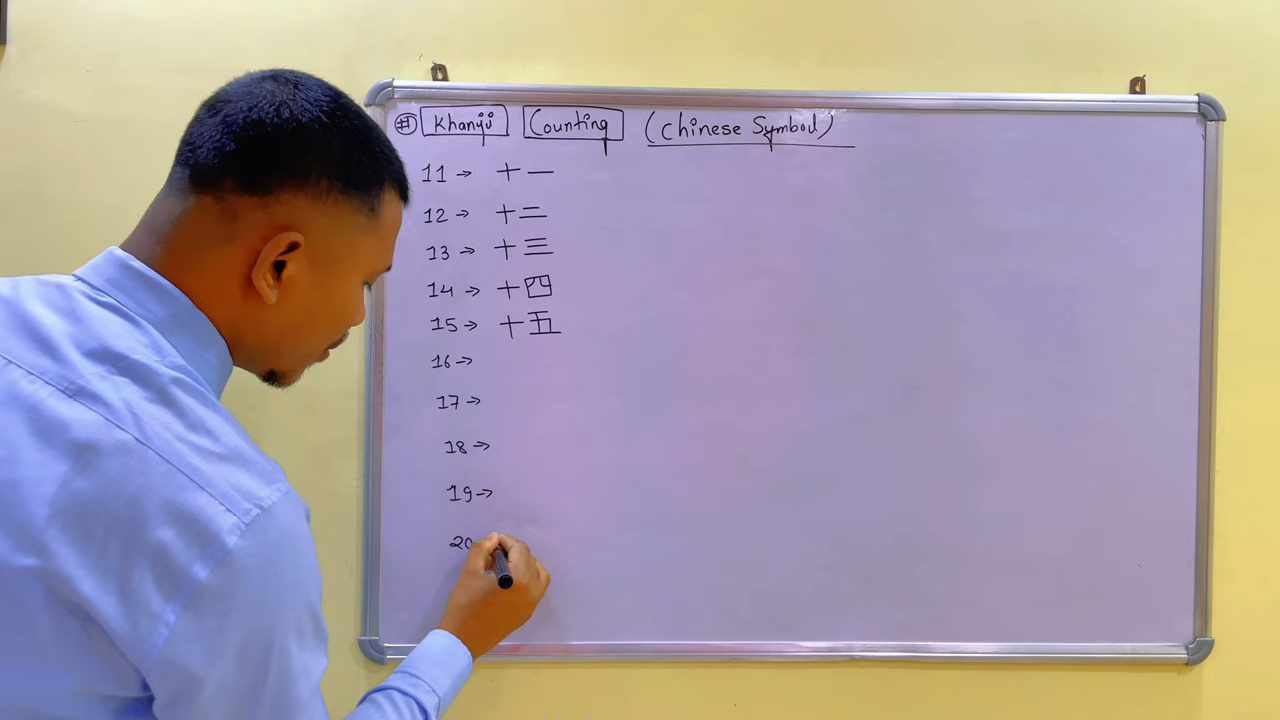 # Khanji Counting (Chinese Symbol)
11 → 十一
12 → 十二
13 → 十三
14 → 十四
15 → 十五
16 →
17 →
18 →
19 →
20